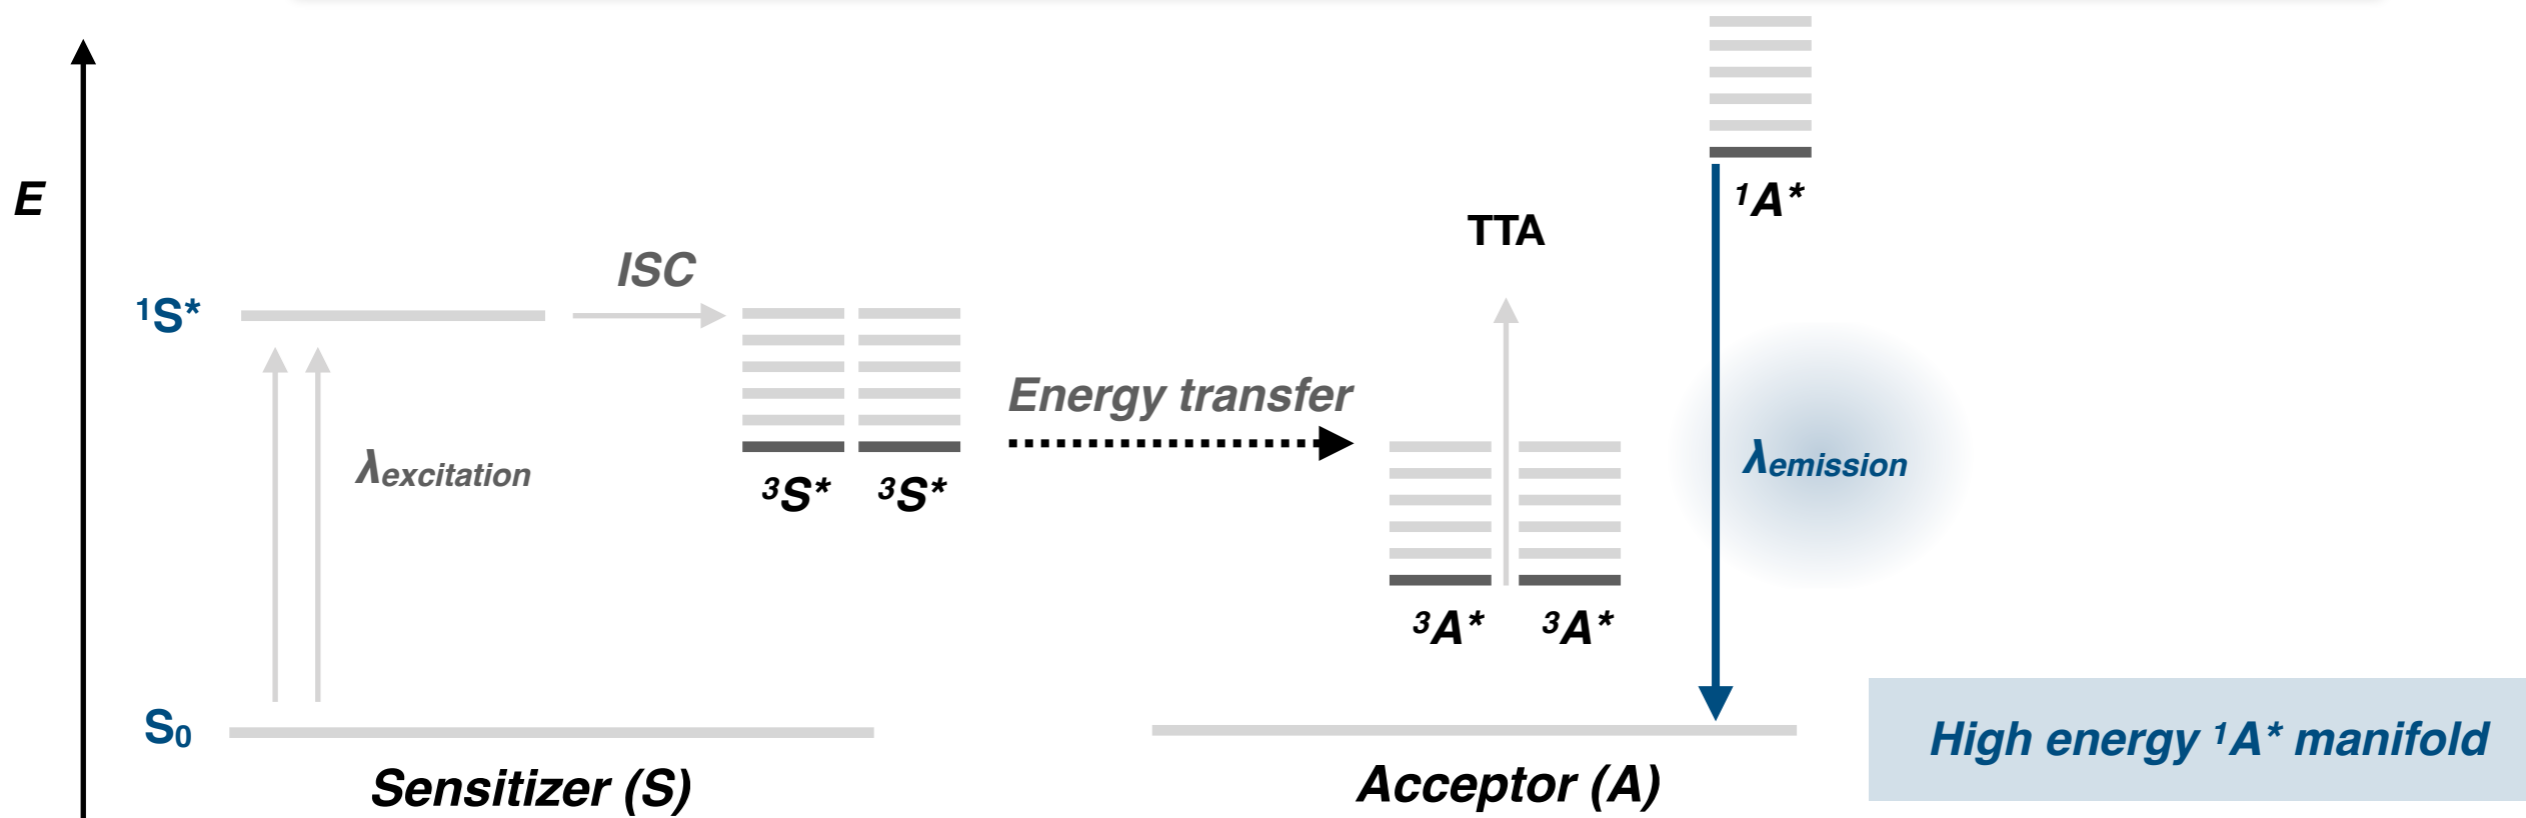 E
¹S*
ISC
λexcitation
³S* ³S*
S₀
Sensitizer (S)
Energy transfer
TTA
¹A*
λemission
³A* ³A*
Acceptor (A)
High energy ¹A* manifold